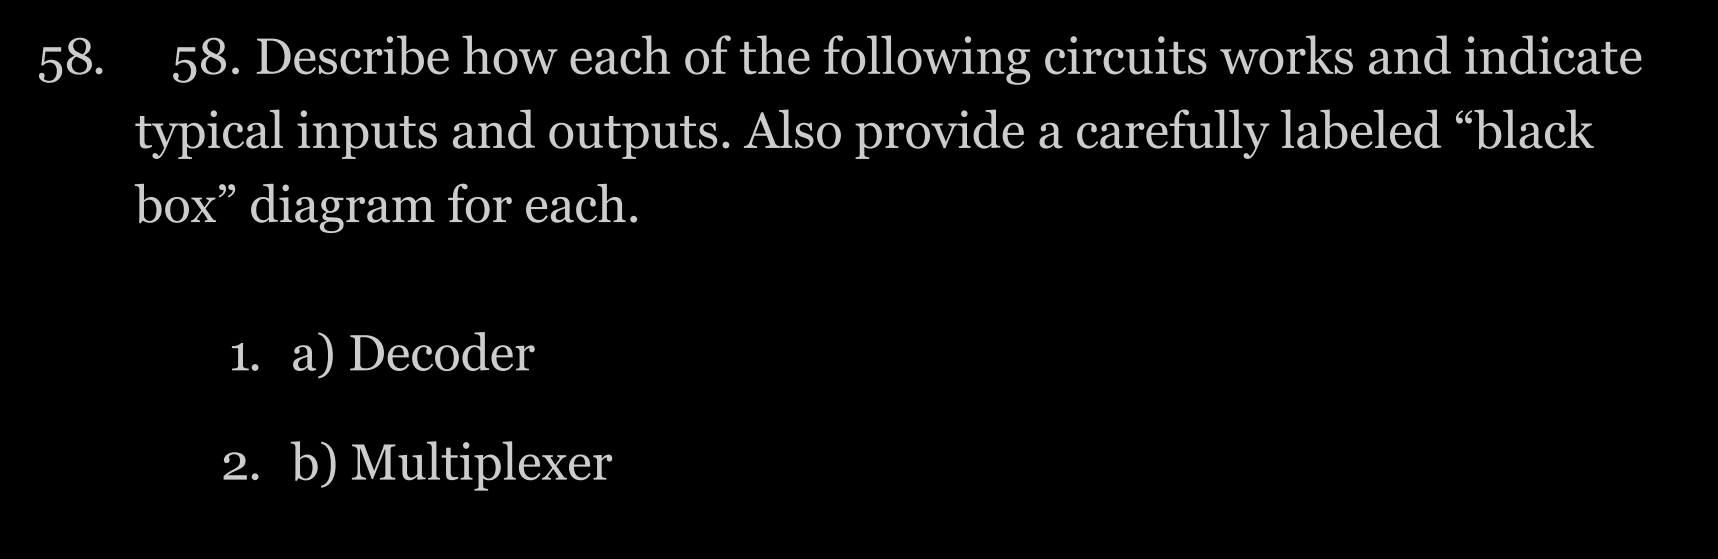 58. 58. Describe how each of the following circuits works and indicate
typical inputs and outputs. Also provide a carefully labeled “black
box” diagram for each.
1. a) Decoder
2. b) Multiplexer